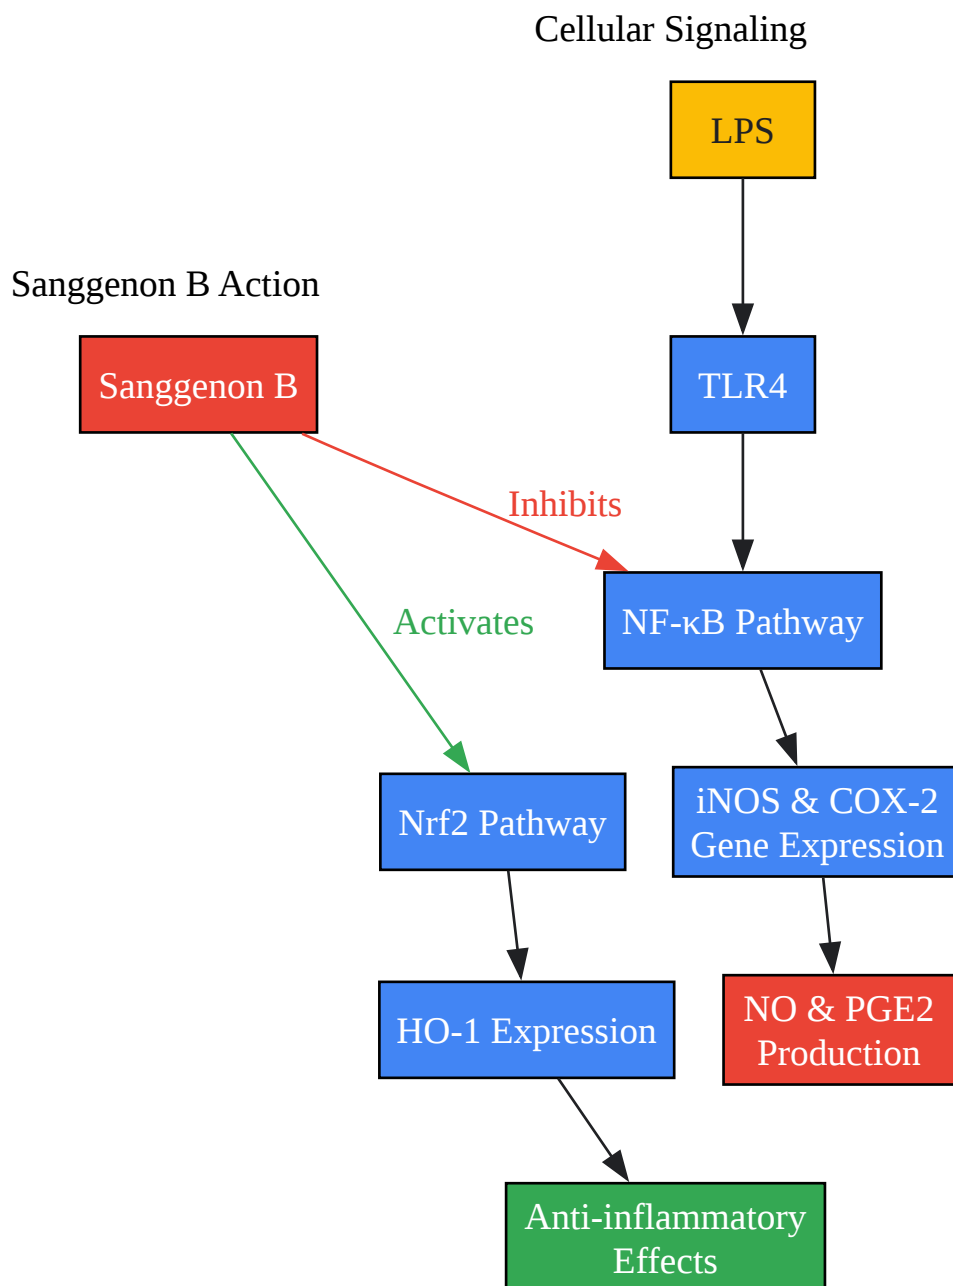 Cellular Signaling
LPS
Sanggenon B Action
Sanggenon B
TLR4
Inhibits
Activates
NF-κB Pathway
Nrf2 Pathway
iNOS & COX-2
Gene Expression
HO-1 Expression
NO & PGE2
Production
Anti-inflammatory
Effects